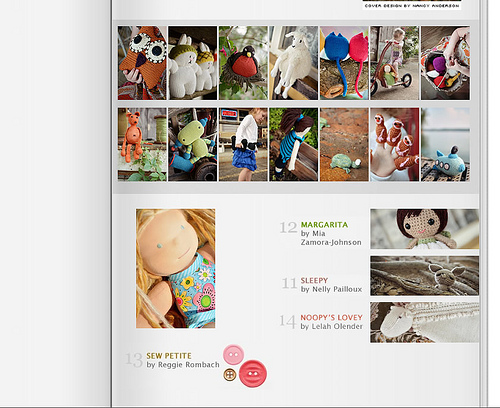 COVER DESIGN BY NANCY ANDERSON
12 MARGARITA
by Mia
Zamora-Johnson
11 SLEEPY
by Nelly Pailloux
14 NOOPY'S LOVEY
by Lelah Olender
13 SEW PETITE
by Reggie Rombach